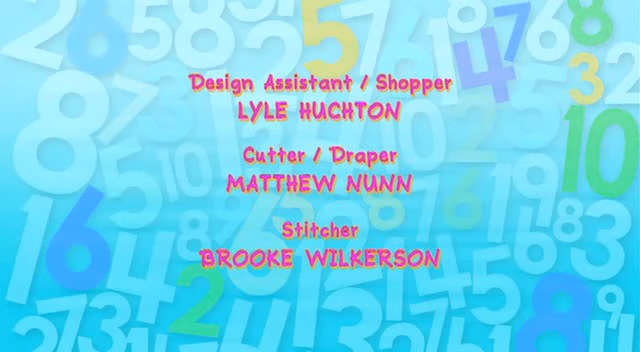 Design Assistant / Shopper
LYLE HUCHTON
Cutter / Draper
MATTHEW NUNN
Stitcher
BROOKE WILKERSON